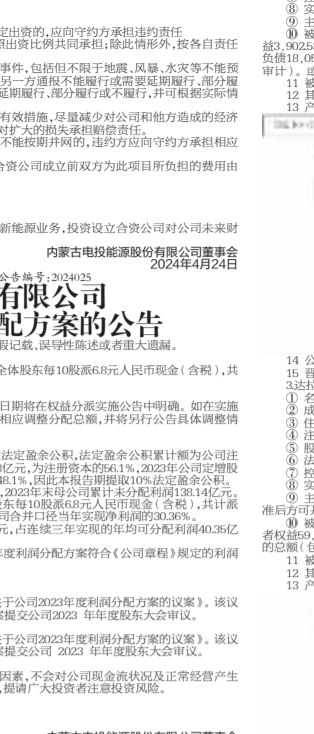 定出资的,应向守约方承担违约责任
照出资比例共同承担;除此情形外,按各自责任
事件,包括但不限于地震、风暴、水灾等不能预
另一方通报不能履行或需要延期履行、部分履
延期履行、部分履行或不履行,并可根据实际情
有效措施,尽量减少对公司和他方造成的经济
对扩大的损失承担赔偿责任。
不能按期并网的,违约方应向守约方承担相应
合资公司成立前双方为此项目所负担的费用由
新能源业务,投资设立合资公司对公司未来财
内蒙古电投能源股份有限公司董事会
2024年4月24日
公告编号:2024025
有限公司
配方案的公告
假记载、误导性陈述或者重大遗漏。
全体股东每10股派6.8元人民币现金(含税),共
日期将在权益分派实施公告中明确。如在实施
相应调整分配总额,并将另行公告具体调整情
法定盈余公积,法定盈余公积累计额为公司注
亿元,为注册资本的56.1%,2023年公司定增股
48.1%,因此本报告期提取10%法定盈余公积。
,2023年末母公司累计未分配利润138.14亿元。
股东每10股派6.8元人民币现金(含税),共计派
司合并口径当年实现净利润的30.36%。
元,占连续三年实现的年均可分配利润40.35亿
年度利润分配方案符合《公司章程》规定的利润
关于公司2023年度利润分配方案的议案》。该议
案提交公司2023 年年度股东大会审议。
关于公司2023年度利润分配方案的议案》。该议
案提交公司 2023 年年度股东大会审议。
因素,不会对公司现金流状况及正常经营产生
,提请广大投资者注意投资风险。
内蒙古电投能源股份有限公司董事会
⑧ 实
⑨ 主
⑩ 被
益3,902.5
负债18,0
审计)。
11 被
12 其
13 产
14 公
15 晋
3.达拉
① 名
② 成
③ 住
④ 注
⑤ 股
⑥ 法
⑦ 控
⑧ 实
⑨ 主
准后方可开
⑩ 被
者权益59,
的总额(包
11 被
12 其
13 产